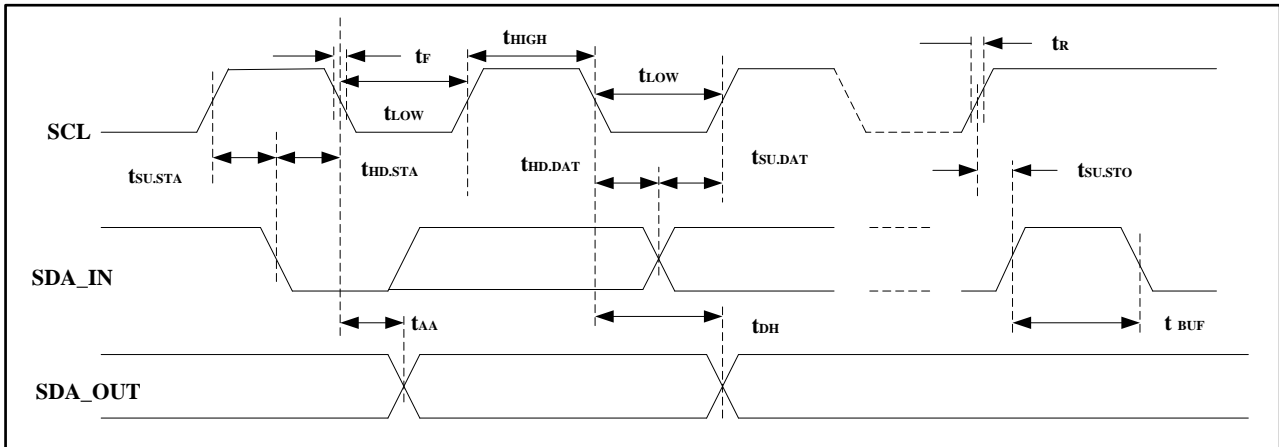 tF
tHIGH
tR
tLOW
tLOW
SCL
tSU.STA
tHD.STA
tHD.DAT
tSU.DAT
tSU.STO
SDA_IN
tAA
tDH
t BUF
SDA_OUT